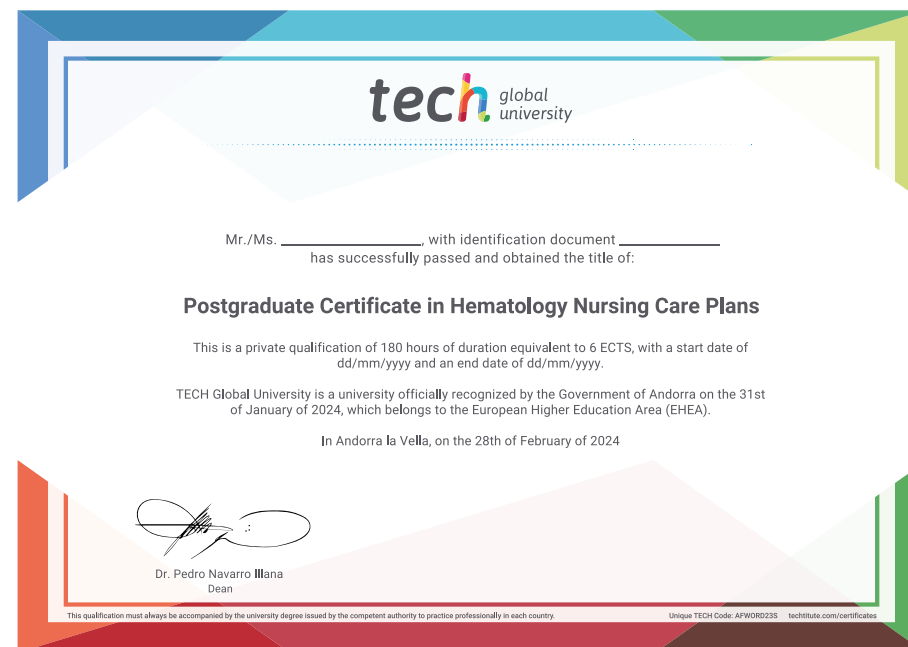 tech global university
Mr./Ms. ____________________, with identification document ______________
has successfully passed and obtained the title of:
Postgraduate Certificate in Hematology Nursing Care Plans
This is a private qualification of 180 hours of duration equivalent to 6 ECTS, with a start date of
dd/mm/yyyy and an end date of dd/mm/yyyy.
TECH Global University is a university officially recognized by the Government of Andorra on the 31st
of January of 2024, which belongs to the European Higher Education Area (EHEA).
In Andorra la Vella, on the 28th of February of 2024
Dr. Pedro Navarro Illana
Dean
This qualification must always be accompanied by the university degree issued by the competent authority to practice professionally in each country.
Unique TECH Code: AFWORD23S techtitute.com/certificates